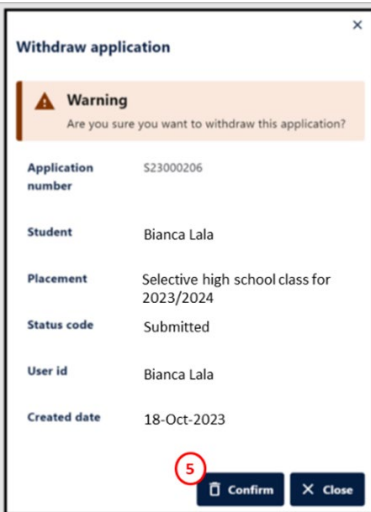 Withdraw application
Warning
Are you sure you want to withdraw this application?
Application number S23000206
Student Bianca Lala
Placement Selective high school class for 2023/2024
Status code Submitted
User id Bianca Lala
Created date 18-Oct-2023
5
Confirm Close